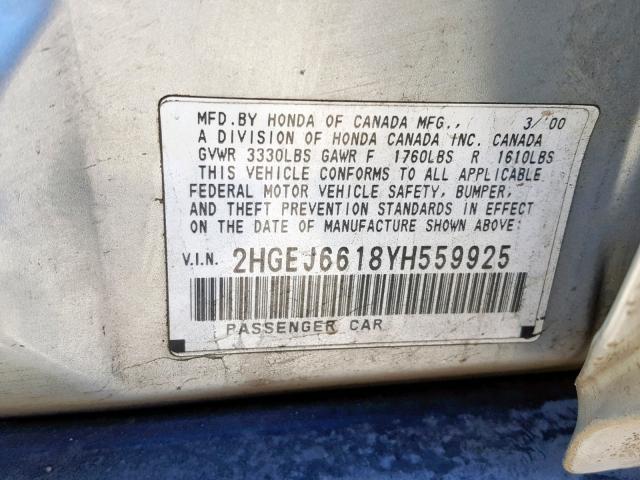 MFD. BY HONDA OF CANADA MFG., 3/'00
A DIVISION OF HONDA CANADA INC. CANADA
GVWR 3330LBS GAWR F 1760LBS R 1610LBS
THIS VEHICLE CONFORMS TO ALL APPLICABLE
FEDERAL MOTOR VEHICLE SAFETY, BUMPER,
AND THEFT PREVENTION STANDARDS IN EFFECT
ON THE DATE OF MANUFACTURE SHOWN ABOVE:
V.I.N. 2HGEJ6618YH559925
PASSENGER CAR